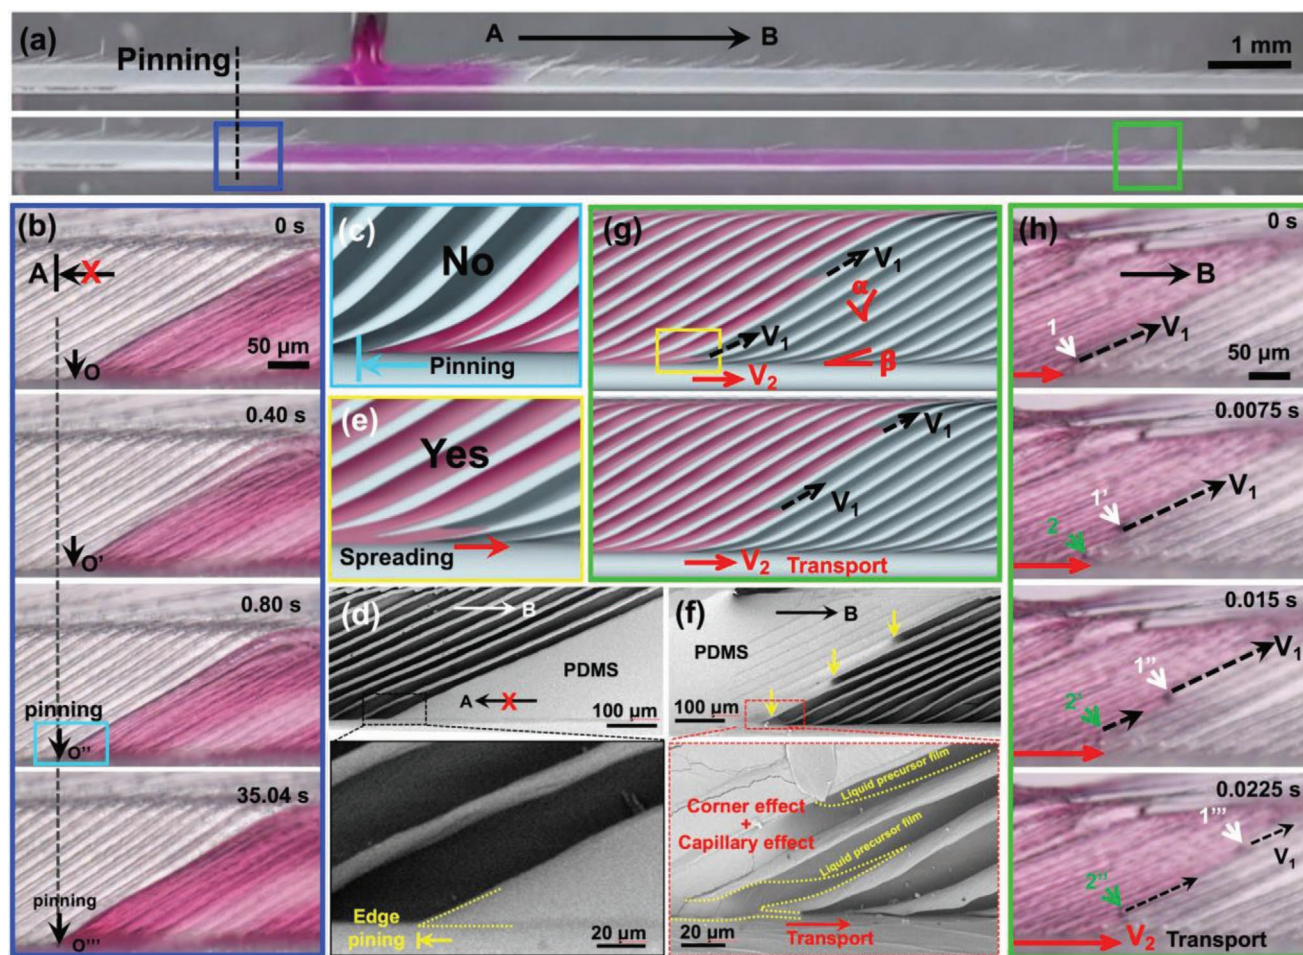 (a)
Pinning
A
B
1 mm
(b)
0 s
A
X
50 µm
O
0.40 s
O'
0.80 s
pinning
O''
35.04 s
pinning
O'''
(c)
No
Pinning
(e)
Yes
Spreading
(d)
B
PDMS
A
X
100 µm
Edge
pining
20 µm
(g)
V1
α
V1
β
V2
V1
V1
V2 Transport
(f)
B
PDMS
100 µm
Liquid precursor film
Corner effect
+
Capillary effect
Liquid precursor film
Transport
20 µm
(h)
0 s
B
1
V1
50 µm
0.0075 s
1'
V1
2
0.015 s
1''
V1
2'
0.0225 s
1'''
V1
2''
V2 Transport